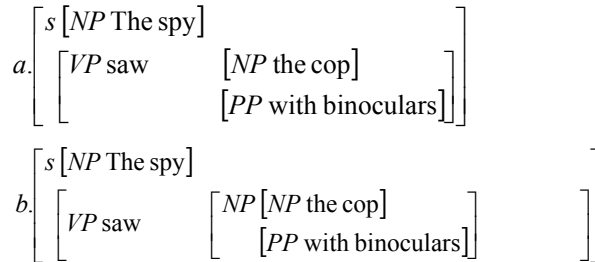 s [NP The spy]
a. [VP saw [NP the cop]
[PP with binoculars]]]
s [NP The spy]
b. VP saw [NP [NP the cop]
[PP with binoculars]]